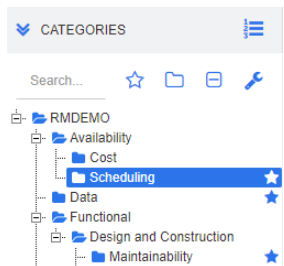 CATEGORIES
Search...
RMDEMO
Availability
Cost
Scheduling
Data
Functional
Design and Construction
Maintainability